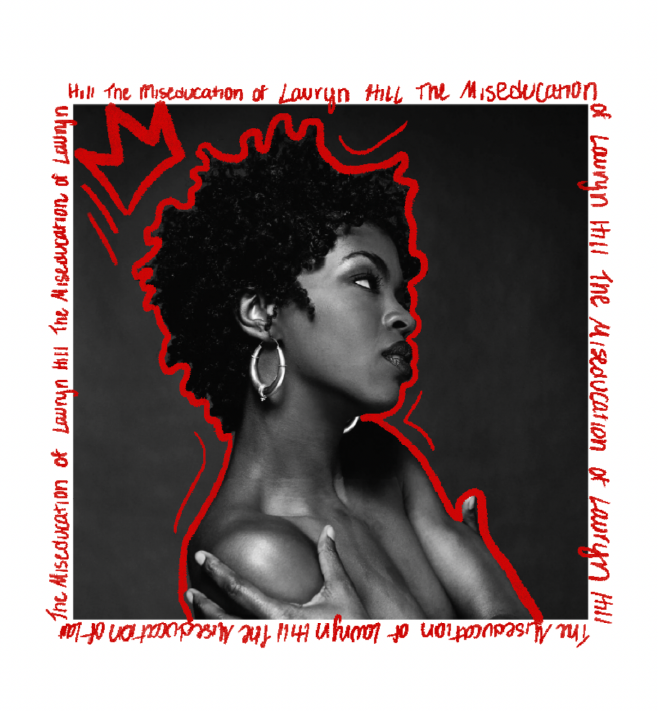 Hill The Miseducation of Lauryn Hill The Miseducation
of Lauryn Hill The Miseducation of Lauryn Hill
The Miseducation of Lauryn Hill The Miseducation of Lau
The Miseducation of Lauryn Hill The Miseducation of Lauryn